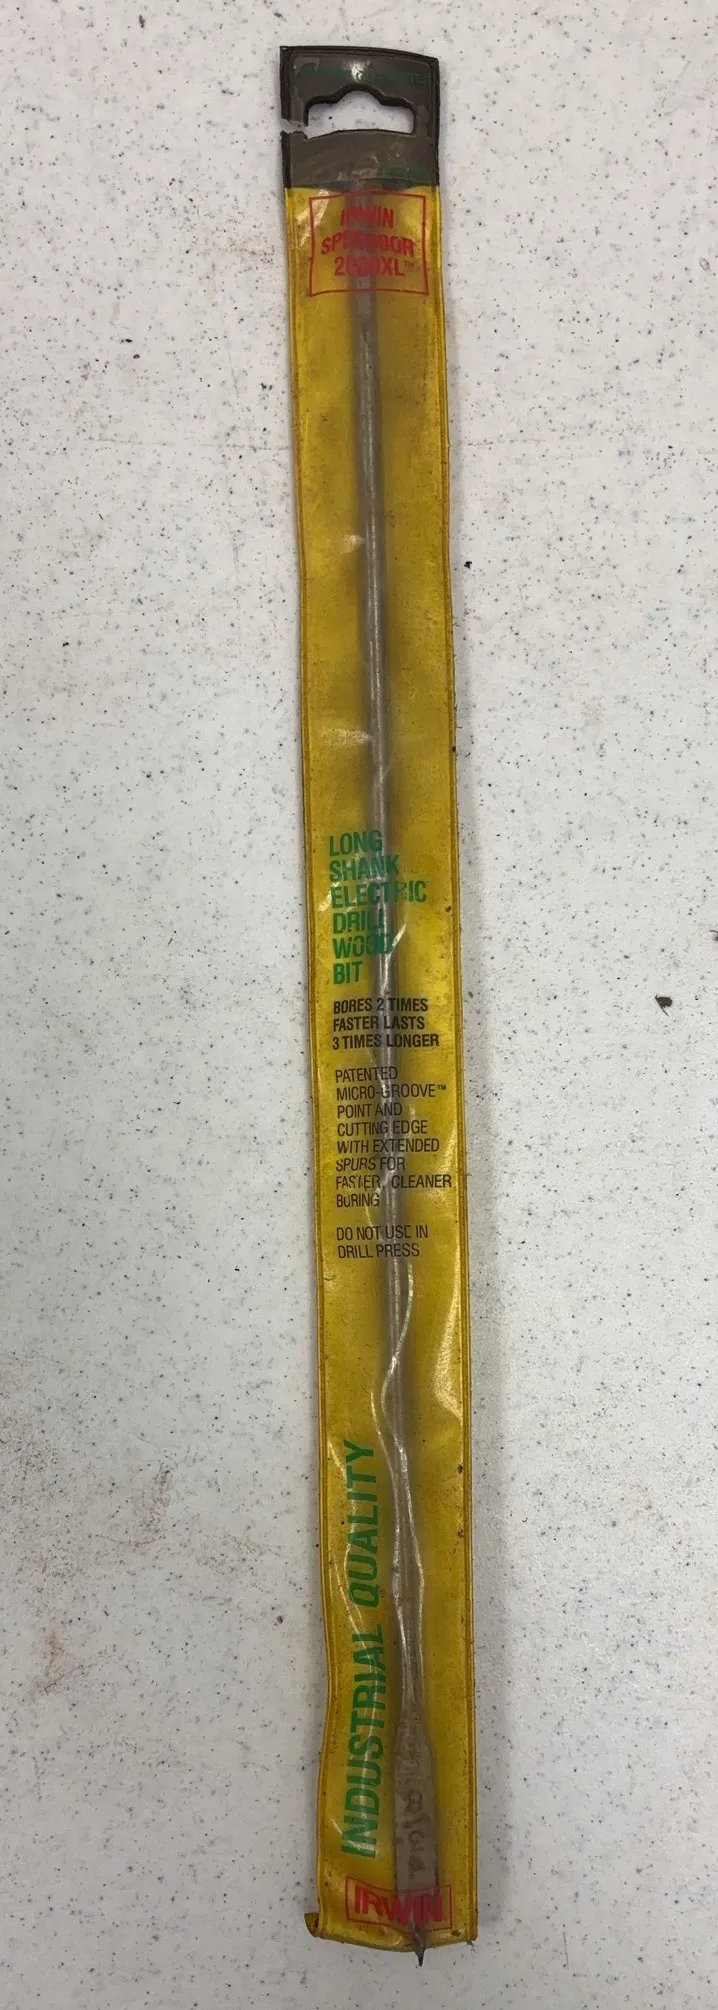 IRWIN
SPEEDBOR
2000XL™
LONG
SHANK
ELECTRIC
DRILL
WOOD
BIT
BORES 2 TIMES
FASTER LASTS
3 TIMES LONGER
PATENTED
MICRO-GROOVE™
POINT AND
CUTTING EDGE
WITH EXTENDED
SPURS FOR
FASTER, CLEANER
BORING
DO NOT USE IN
DRILL PRESS
INDUSTRIAL QUALITY
IRWIN